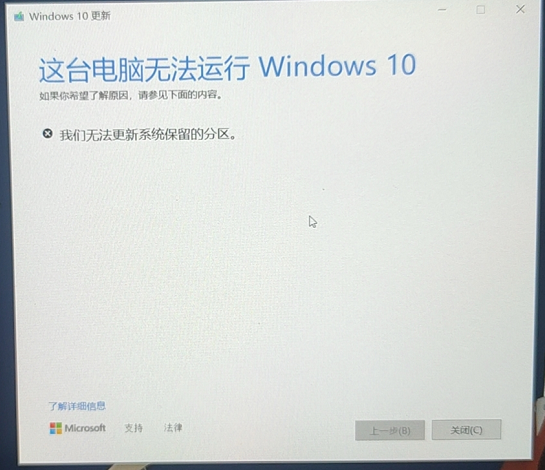 Windows 10 更新
这台电脑无法运行 Windows 10
如果你希望了解原因，请参见下面的内容。
我们无法更新系统保留的分区。
了解详细信息
Microsoft 支持 法律
上一步(B) 关闭(C)